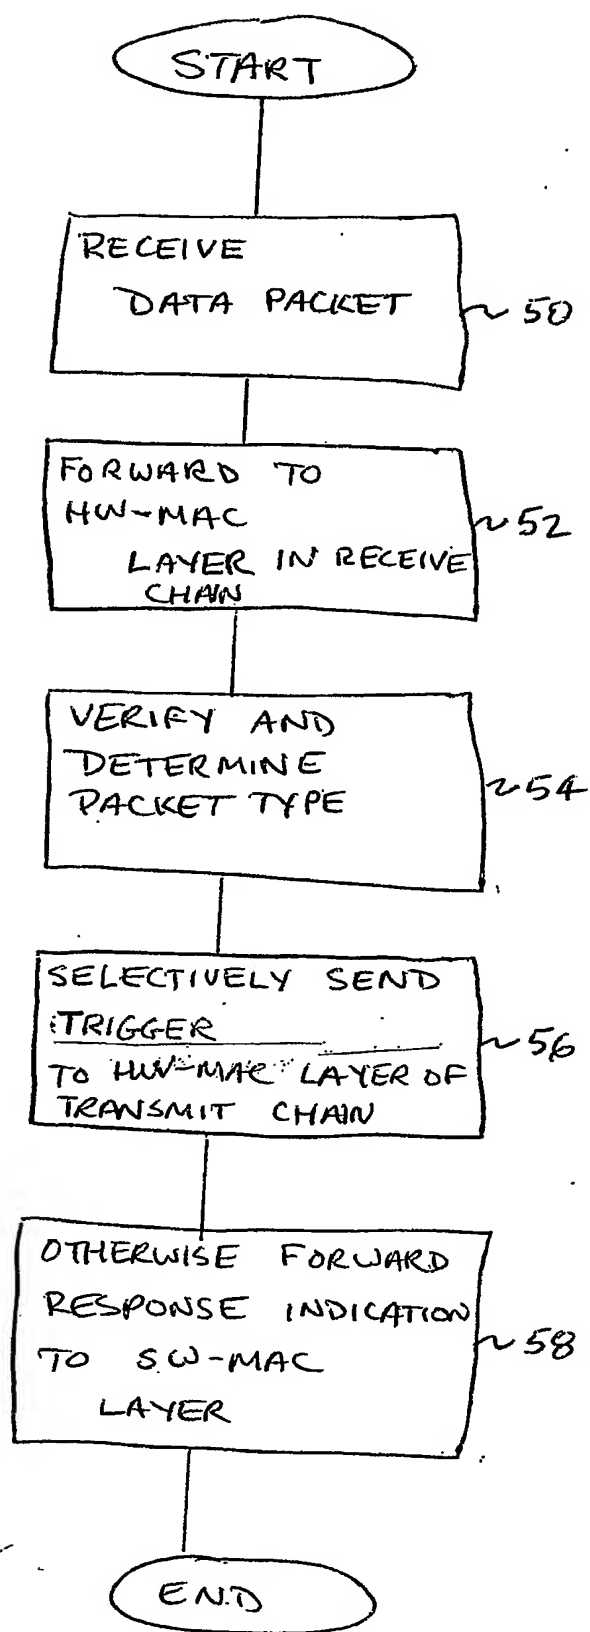 START
RECEIVE
DATA PACKET
50
FORWARD TO
HW-MAC
LAYER IN RECEIVE
CHAIN
52
VERIFY AND
DETERMINE
PACKET TYPE
54
SELECTIVELY SEND
TRIGGER
TO HW-MAC LAYER OF
TRANSMIT CHAIN
56
OTHERWISE FORWARD
RESPONSE INDICATION
TO SW-MAC
LAYER
58
END